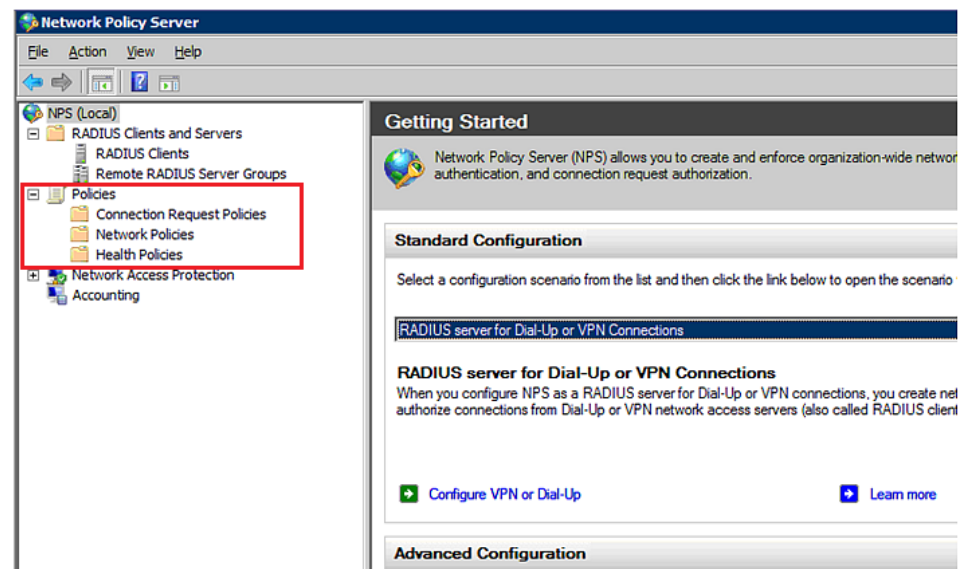 Network Policy Server
File Action View Help
NPS (Local)
RADIUS Clients and Servers
RADIUS Clients
Remote RADIUS Server Groups
Policies
Connection Request Policies
Network Policies
Health Policies
Network Access Protection
Accounting
Getting Started
Network Policy Server (NPS) allows you to create and enforce organization-wide networ
authentication, and connection request authorization.
Standard Configuration
Select a configuration scenario from the list and then click the link below to open the scenario
RADIUS server for Dial-Up or VPN Connections
RADIUS server for Dial-Up or VPN Connections
When you configure NPS as a RADIUS server for Dial-Up or VPN connections, you create net
authorize connections from Dial-Up or VPN network access servers (also called RADIUS client
Configure VPN or Dial-Up
Learn more
Advanced Configuration